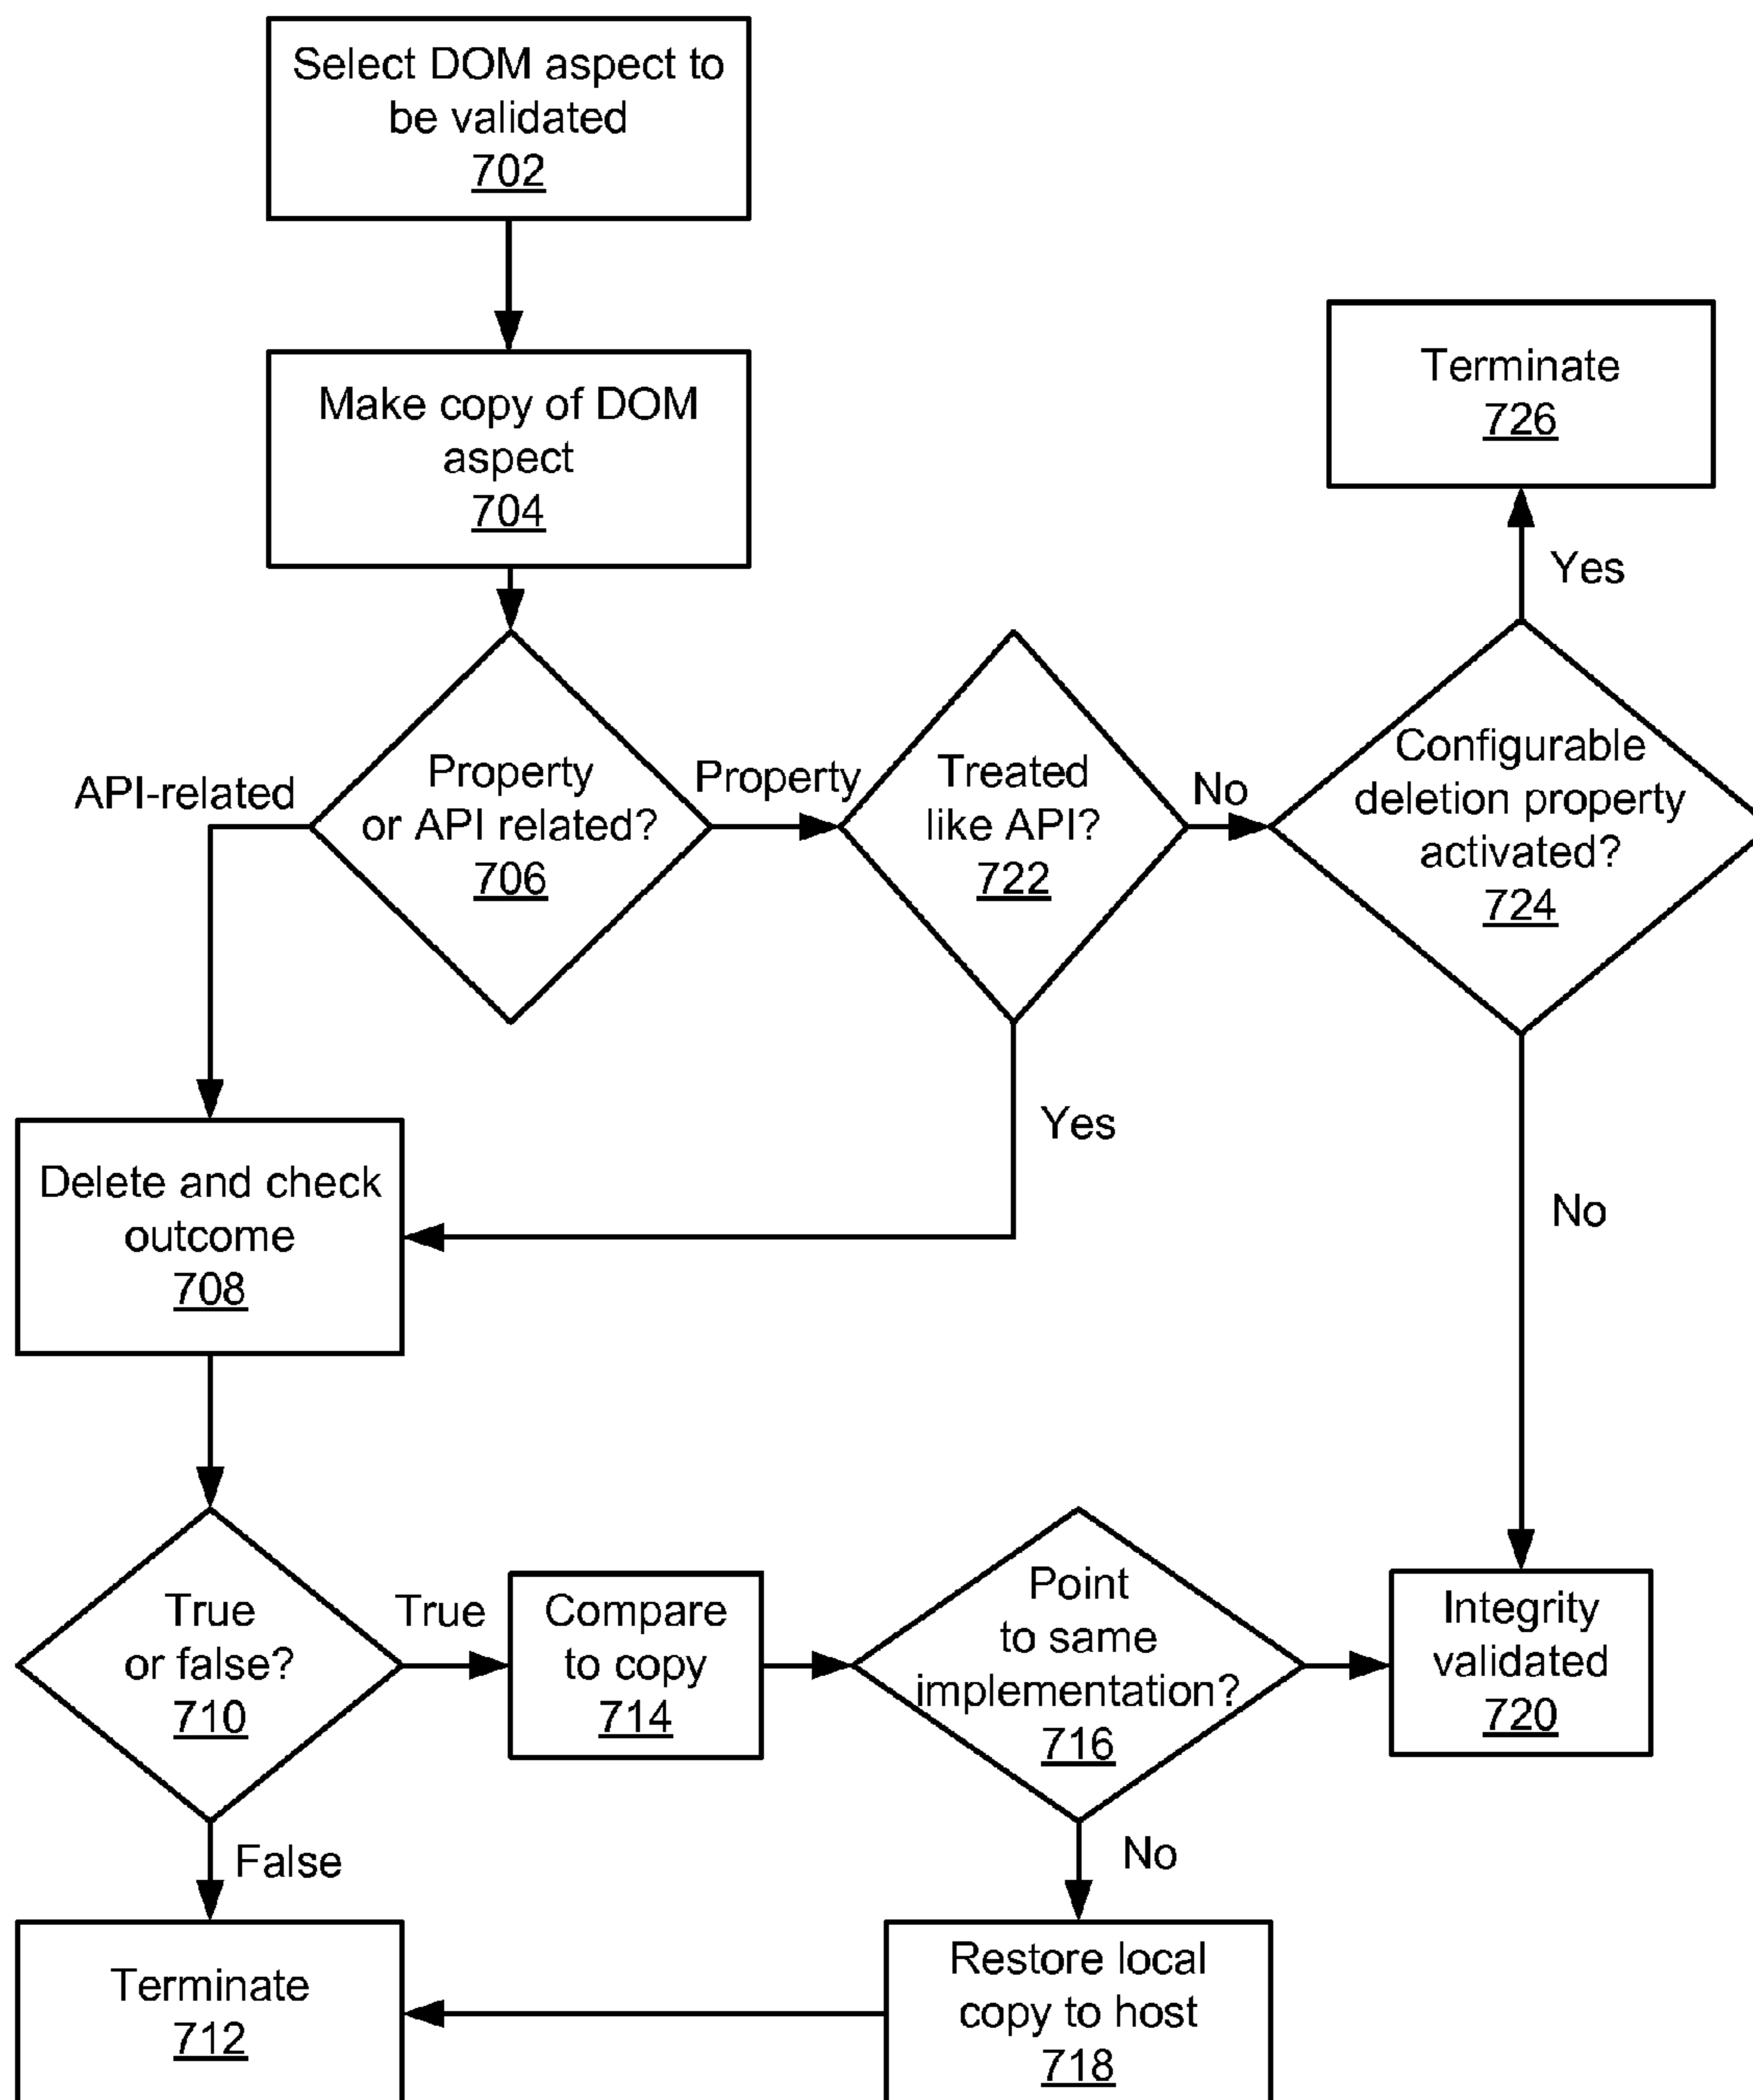 Select DOM aspect to
be validated
702
Make copy of DOM
aspect
704
Terminate
726
Yes
API-related
Property
or API related?
706
Property
Treated
like API?
722
No
Configurable
deletion property
activated?
724
Yes
No
Delete and check
outcome
708
True
or false?
710
True
Compare
to copy
714
Point
to same
implementation?
716
Integrity
validated
720
False
No
Terminate
712
Restore local
copy to host
718